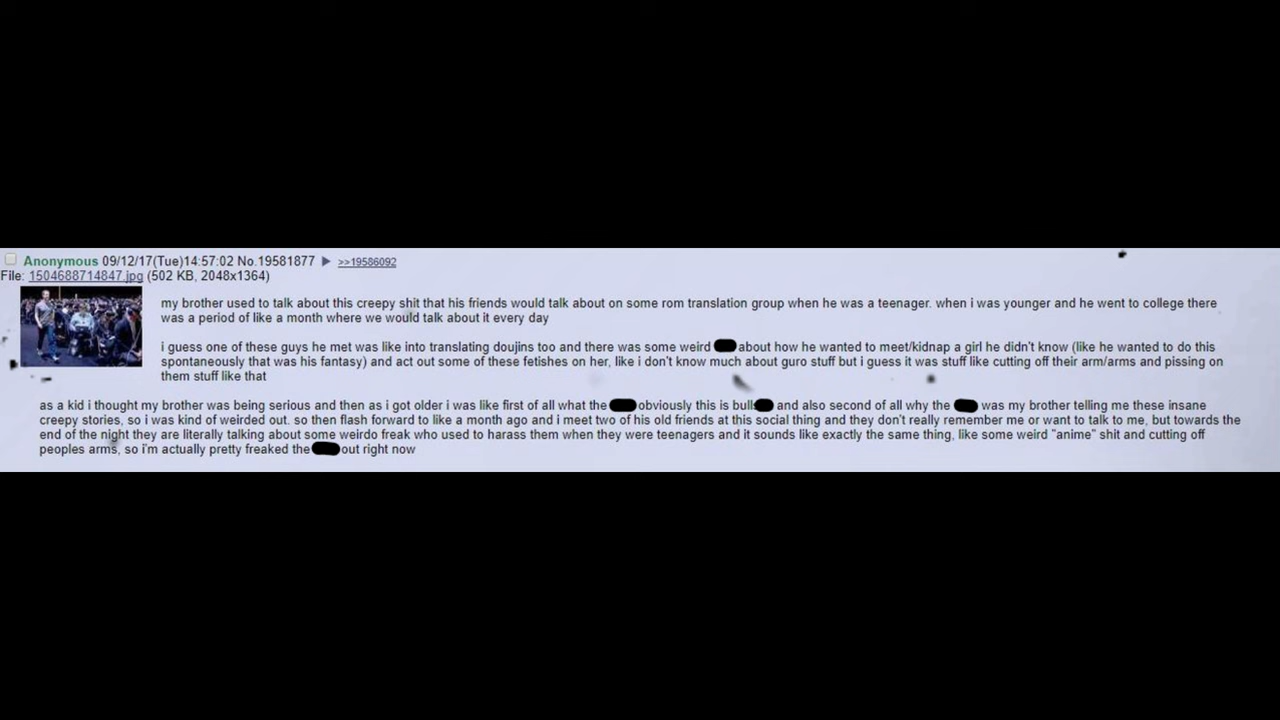 Anonymous 09/12/17(Tue)14:57:02 No.19581877 ▶ >>19586092
File: 1504688714847.jpg (502 KB, 2048x1364)
my brother used to talk about this creepy shit that his friends would talk about on some rom translation group when he was a teenager. when i was younger and he went to college there
was a period of like a month where we would talk about it every day
i guess one of these guys he met was like into translating doujins too and there was some weird about how he wanted to meet/kidnap a girl he didn't know (like he wanted to do this
spontaneously that was his fantasy) and act out some of these fetishes on her, like i don't know much about guro stuff but i guess it was stuff like cutting off their arm/arms and pissing on
them stuff like that
as a kid i thought my brother was being serious and then as i got older i was like first of all what the obviously this is bulls and also second of all why the was my brother telling me these insane
creepy stories, so i was kind of weirded out. so then flash forward to like a month ago and i meet two of his old friends at this social thing and they don't really remember me or want to talk to me, but towards the
end of the night they are literally talking about some weirdo freak who used to harass them when they were teenagers and it sounds like exactly the same thing, like some weird "anime" shit and cutting off
peoples arms, so i'm actually pretty freaked the out right now